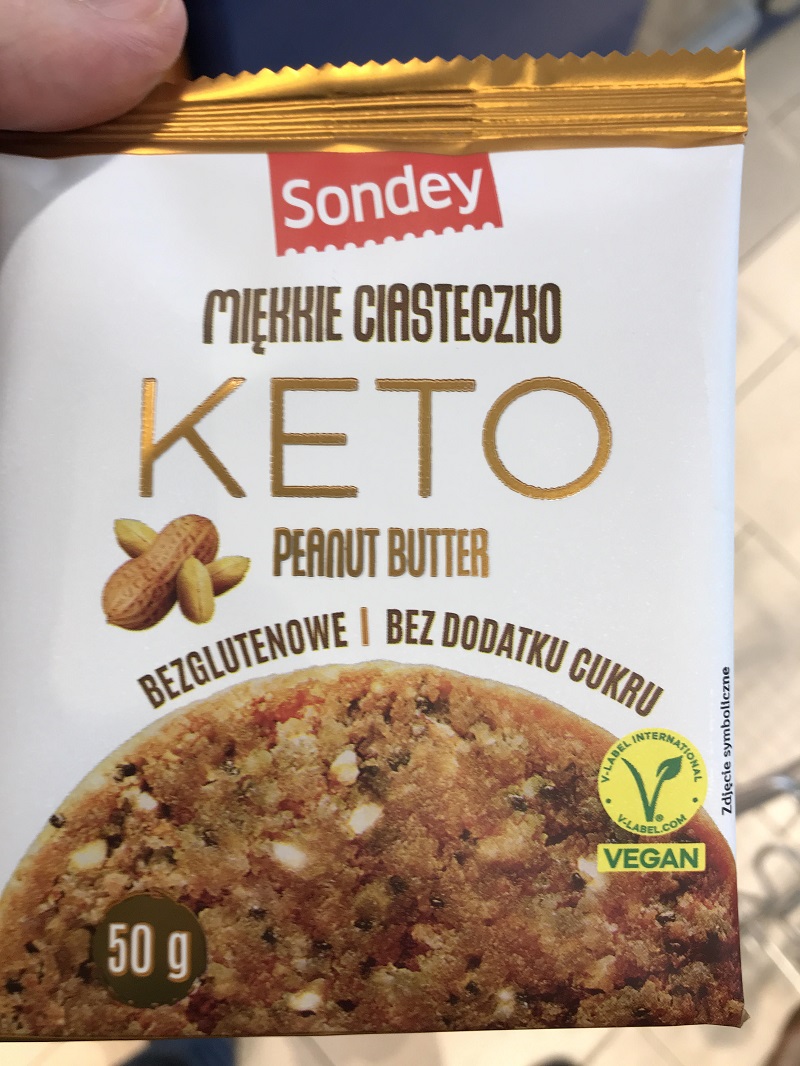 Sondey
MIĘKKIE CIASTECZKO
KETO
PEANUT BUTTER
BEZGLUTENOWE | BEZ DODATKU CUKRU
Zdjęcie symboliczne
V-LABEL INTERNATIONAL
V-LABEL.COM
®
VEGAN
50 g